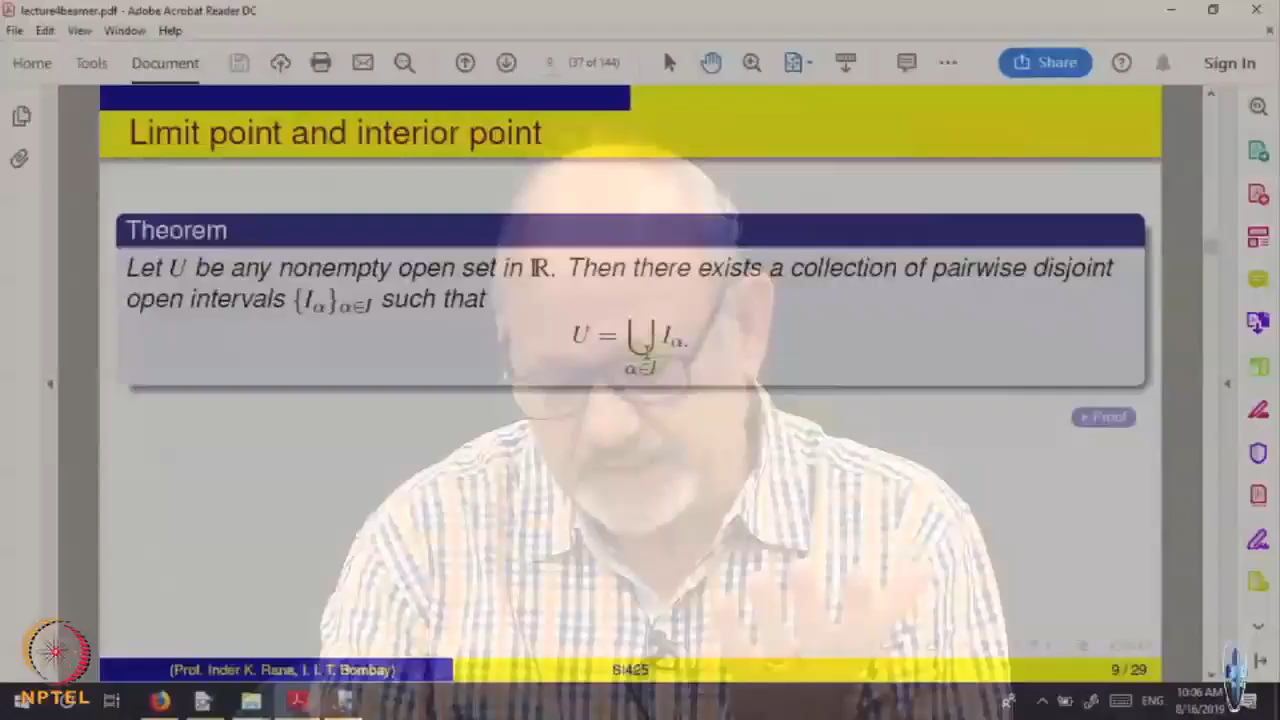 lecture4beamer.pdf - Adobe Acrobat Reader DC
File Edit View Window Help
Home Tools Document 9 (37 of 144) Share Sign In
Limit point and interior point
Theorem
Let U be any nonempty open set in ℝ. Then there exists a collection of pairwise disjoint
open intervals {I_α}_{α∈J} such that
U = ⋃_{α∈J} I_α.
Proof
(Prof. Inder K. Rana, I. I. T. Bombay) SI425 9 / 29
NPTEL
ENG 10:06 AM
8/16/2019